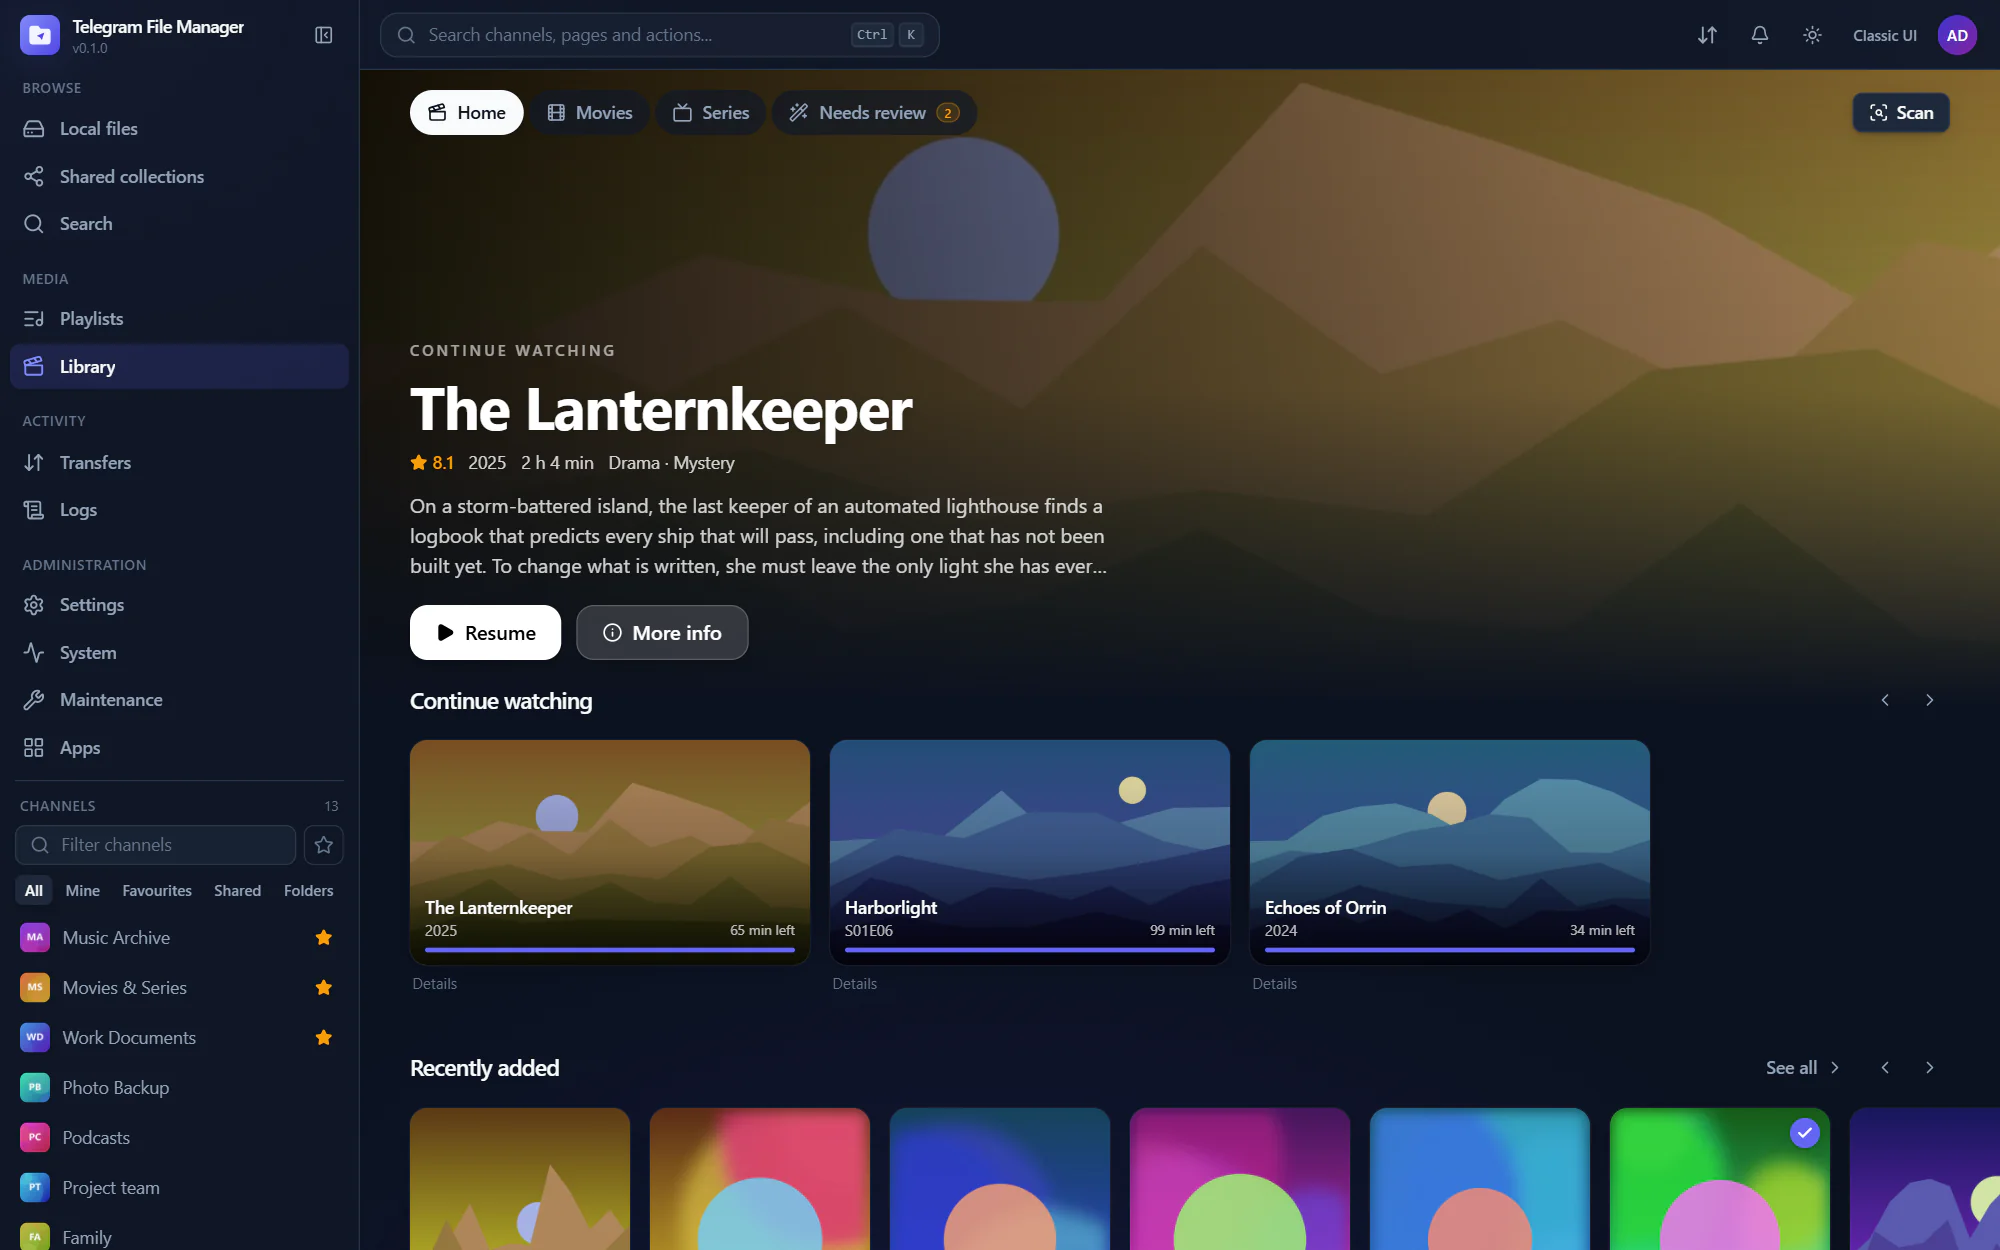 Telegram File Manager
v0.1.0
BROWSE
Local files
Shared collections
Search
MEDIA
Playlists
Library
ACTIVITY
Transfers
Logs
ADMINISTRATION
Settings
System
Maintenance
Apps
CHANNELS 13
Filter channels
All Mine Favourites Shared Folders
MA Music Archive
MS Movies & Series
WD Work Documents
PB Photo Backup
PC Podcasts
PT Project team
FA Family
Search channels, pages and actions... Ctrl K
Classic UI AD
Home Movies Series Needs review 2 Scan
CONTINUE WATCHING
The Lanternkeeper
8.1 2025 2 h 4 min Drama · Mystery
On a storm-battered island, the last keeper of an automated lighthouse finds a
logbook that predicts every ship that will pass, including one that has not been
built yet. To change what is written, she must leave the only light she has ever...
Resume More info
Continue watching
The Lanternkeeper
2025 65 min left
Details
Harborlight
S01E06 99 min left
Details
Echoes of Orrin
2024 34 min left
Details
Recently added See all